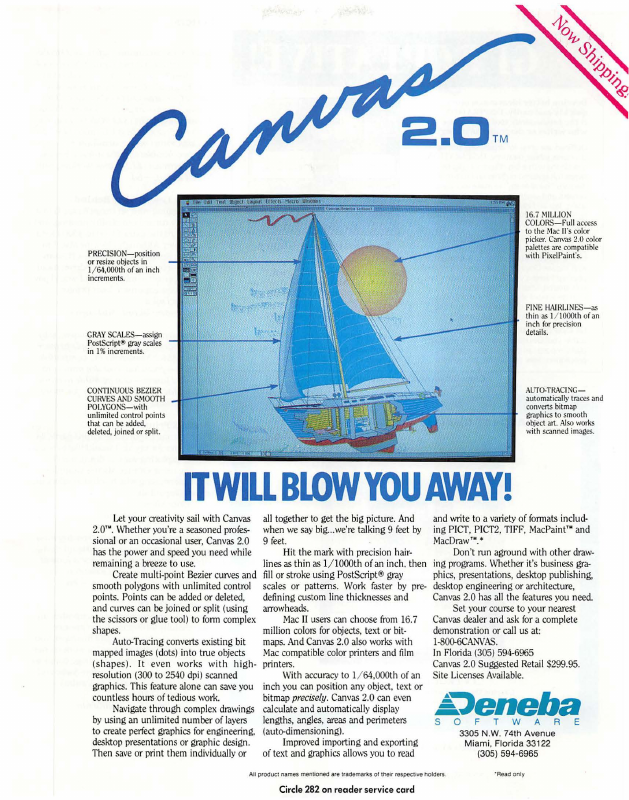 Now Shipping.
Canvas
2.0™
File Edit Text Object Layout Effects Macro Windows
PRECISION—position
or resize objects in
1/64,000th of an inch
increments.
GRAY SCALES—assign
PostScript® gray scales
in 1% increments.
CONTINUOUS BEZIER
CURVES AND SMOOTH
POLYGONS—with
unlimited control points
that can be added,
deleted, joined or split.
16.7 MILLION
COLORS—Full access
to the Mac II's color
picker. Canvas 2.0 color
palettes are compatible
with PixelPaint's.
FINE HAIRLINES—as
thin as 1/1000th of an
inch for precision
details.
AUTO-TRACING—
automatically traces and
converts bitmap
graphics to smooth
object art. Also works
with scanned images.
IT WILL BLOW YOU AWAY!
Let your creativity sail with Canvas
2.0™. Whether you're a seasoned profes-
sional or an occasional user, Canvas 2.0
has the power and speed you need while
remaining a breeze to use.
Create multi-point Bezier curves and
smooth polygons with unlimited control
points. Points can be added or deleted,
and curves can be joined or split (using
the scissors or glue tool) to form complex
shapes.
Auto-Tracing converts existing bit
mapped images (dots) into true objects
(shapes). It even works with high-
resolution (300 to 2540 dpi) scanned
graphics. This feature alone can save you
countless hours of tedious work.
Navigate through complex drawings
by using an unlimited number of layers
to create perfect graphics for engineering,
desktop presentations or graphic design.
Then save or print them individually or
all together to get the big picture. And
when we say big...we're talking 9 feet by
9 feet.
Hit the mark with precision hair-
lines as thin as 1/1000th of an inch, then
fill or stroke using PostScript® gray
scales or patterns. Work faster by pre-
defining custom line thicknesses and
arrowheads.
Mac II users can choose from 16.7
million colors for objects, text or bit-
maps. And Canvas 2.0 also works with
Mac compatible color printers and film
printers.
With accuracy to 1/64,000th of an
inch you can position any object, text or
bitmap precisely. Canvas 2.0 can even
calculate and automatically display
lengths, angles, areas and perimeters
(auto-dimensioning).
Improved importing and exporting
of text and graphics allows you to read
and write to a variety of formats includ-
ing PICT, PICT2, TIFF, MacPaint™ and
MacDraw™.*
Don't run aground with other draw-
ing programs. Whether it's business gra-
phics, presentations, desktop publishing,
desktop engineering or architecture,
Canvas 2.0 has all the features you need.
Set your course to your nearest
Canvas dealer and ask for a complete
demonstration or call us at:
1-800-6CANVAS.
In Florida (305) 594-6965
Canvas 2.0 Suggested Retail $299.95.
Site Licenses Available.
Deneba
SOFTWARE
3305 N.W. 74th Avenue
Miami, Florida 33122
(305) 594-6965
All product names mentioned are trademarks of their respective holders.
*Read only
Circle 282 on reader service card